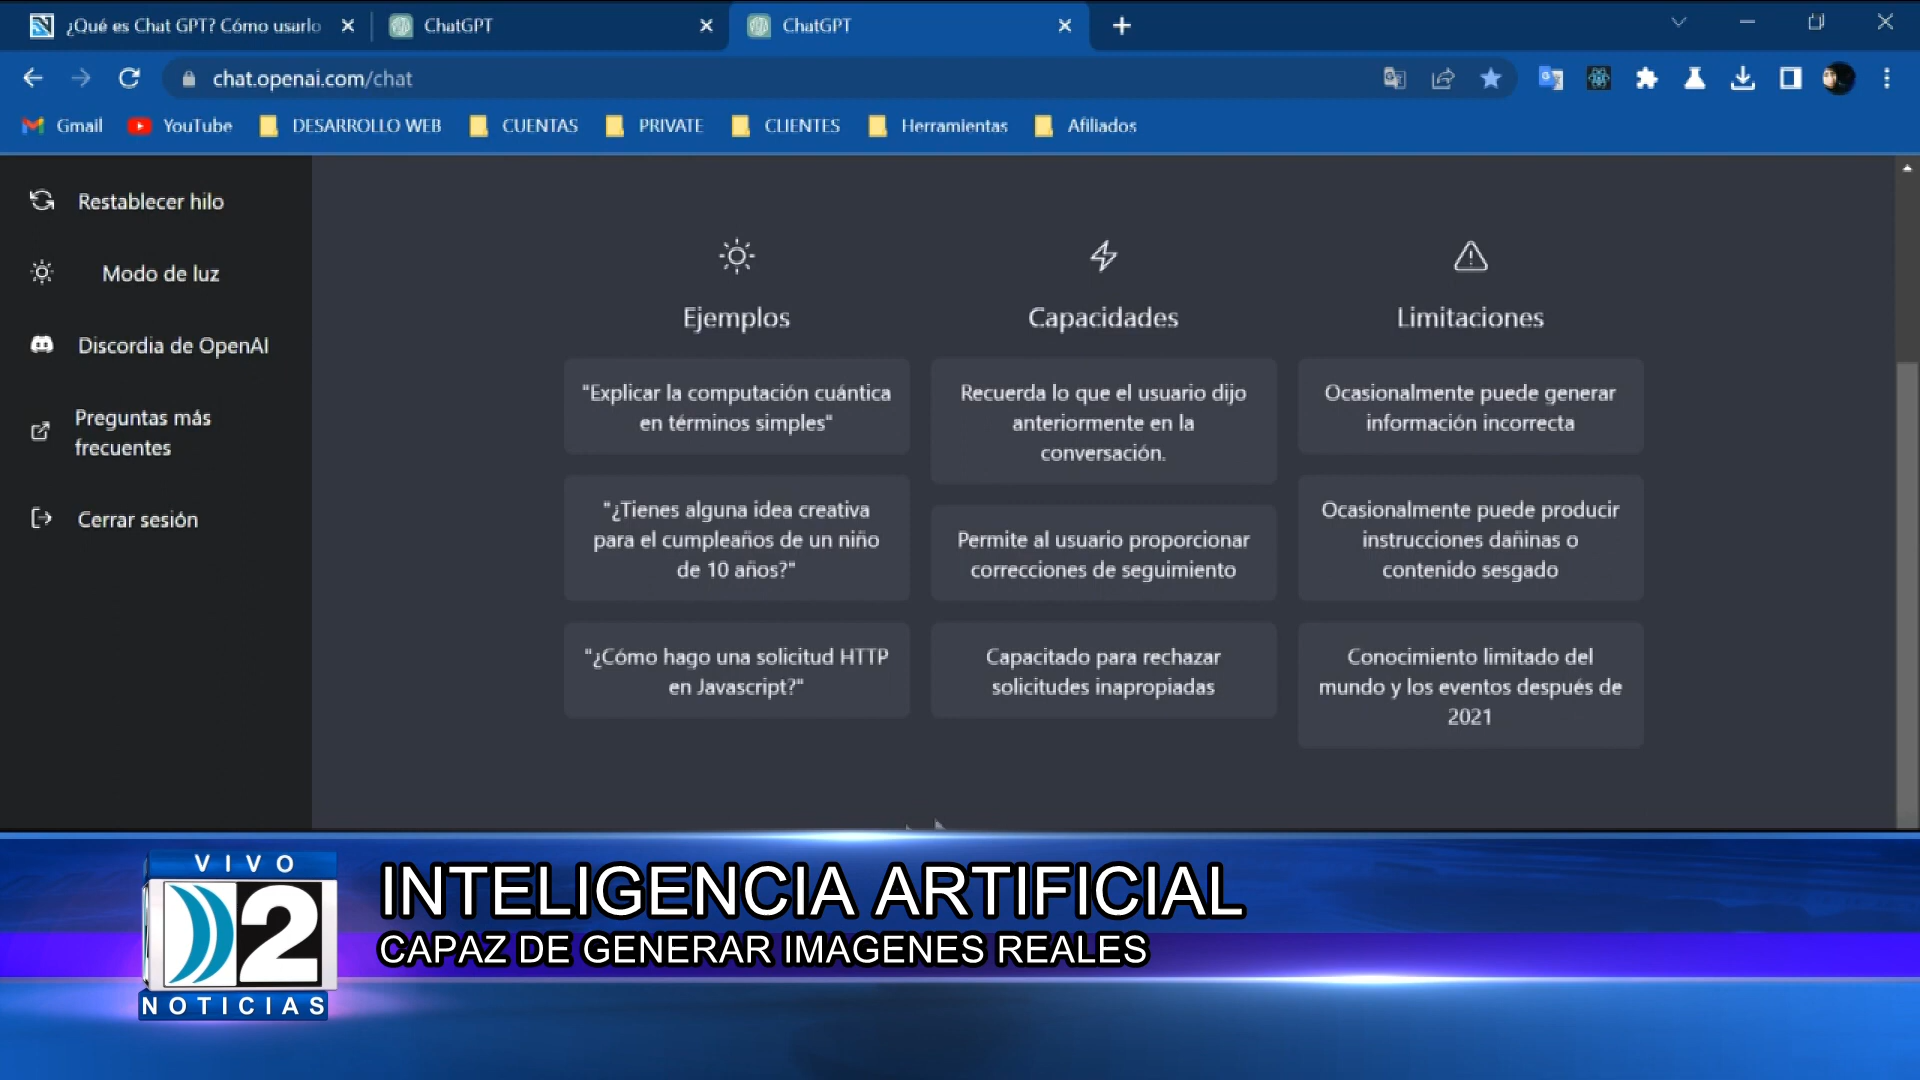 ¿Qué es Chat GPT? Cómo usarlo
ChatGPT
ChatGPT
chat.openai.com/chat
Gmail
YouTube
DESARROLLO WEB
CUENTAS
PRIVATE
CLIENTES
Herramientas
Afiliados
Restablecer hilo
Modo de luz
Discordia de OpenAI
Preguntas más
frecuentes
Cerrar sesión
Ejemplos
"Explicar la computación cuántica
en términos simples"
"¿Tienes alguna idea creativa
para el cumpleaños de un niño
de 10 años?"
"¿Cómo hago una solicitud HTTP
en Javascript?"
Capacidades
Recuerda lo que el usuario dijo
anteriormente en la
conversación.
Permite al usuario proporcionar
correcciones de seguimiento
Capacitado para rechazar
solicitudes inapropiadas
Limitaciones
Ocasionalmente puede generar
información incorrecta
Ocasionalmente puede producir
instrucciones dañinas o
contenido sesgado
Conocimiento limitado del
mundo y los eventos después de
2021
VIVO
2
NOTICIAS
INTELIGENCIA ARTIFICIAL
CAPAZ DE GENERAR IMAGENES REALES